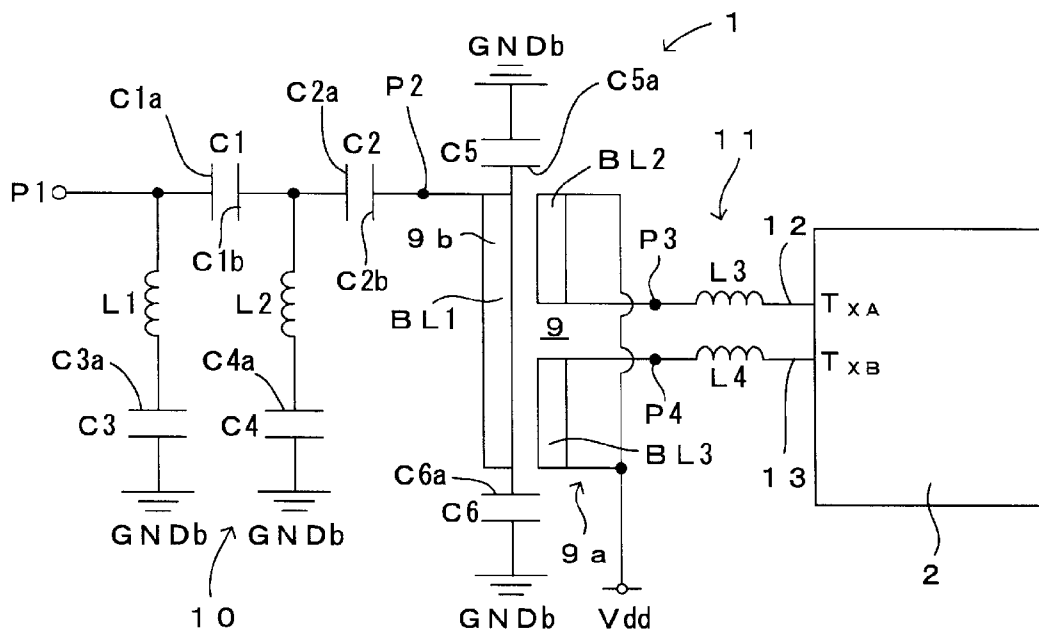 1
GNDb
C5a
P2
C2a
C1a
11
C1
C2
C5
BL2
P1
12
P3
9b
C1b
C2b
L3
L1
L2
BL1
TXA
9
TXB
C3a
C4a
L4
P4
C3
C4
BL3
13
C6a
C6
GNDb
GNDb
9a
2
10
GNDb
Vdd